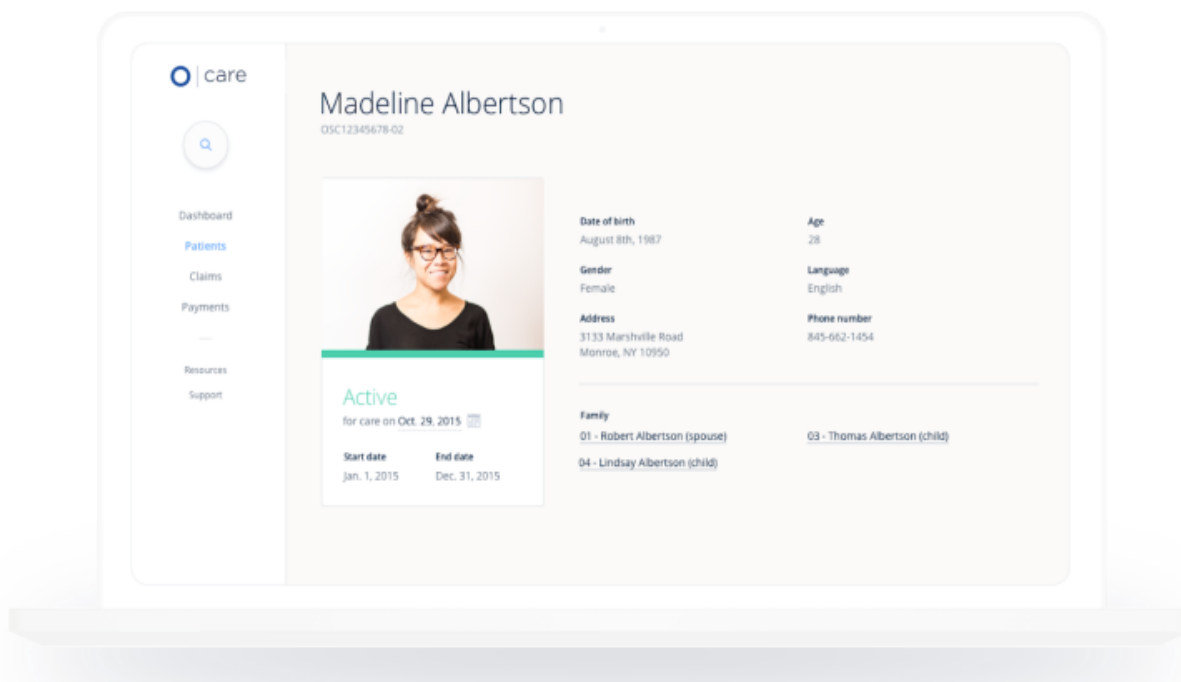 O | care
Dashboard
Patients
Claims
Payments
Resources
Support
Madeline Albertson
OSC12345678-02
Active
for care on Oct. 29, 2015
Start date End date
Jan. 1, 2015 Dec. 31, 2015
Date of birth Age
August 8th, 1987 28
Gender Language
Female English
Address Phone number
3133 Marshville Road 845-662-1454
Monroe, NY 10950
Family
01 - Robert Albertson (spouse) 03 - Thomas Albertson (child)
04 - Lindsay Albertson (child)